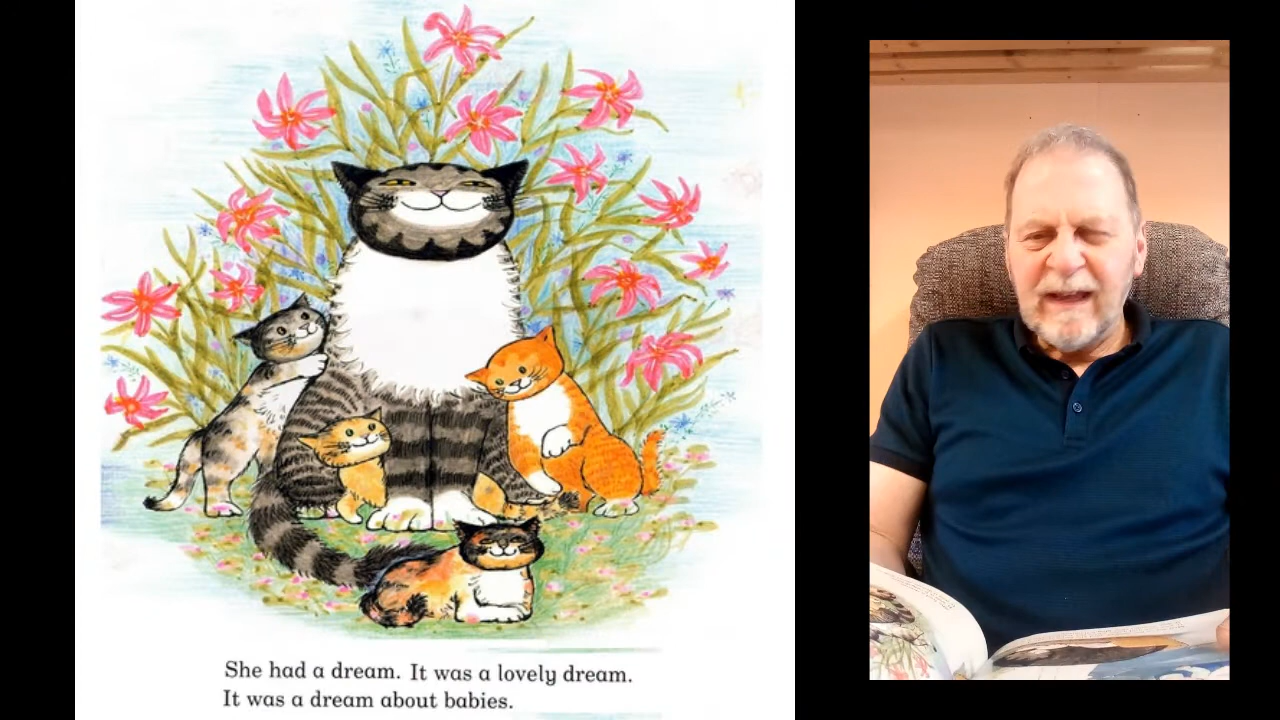 She had a dream. It was a lovely dream.
It was a dream about babies.